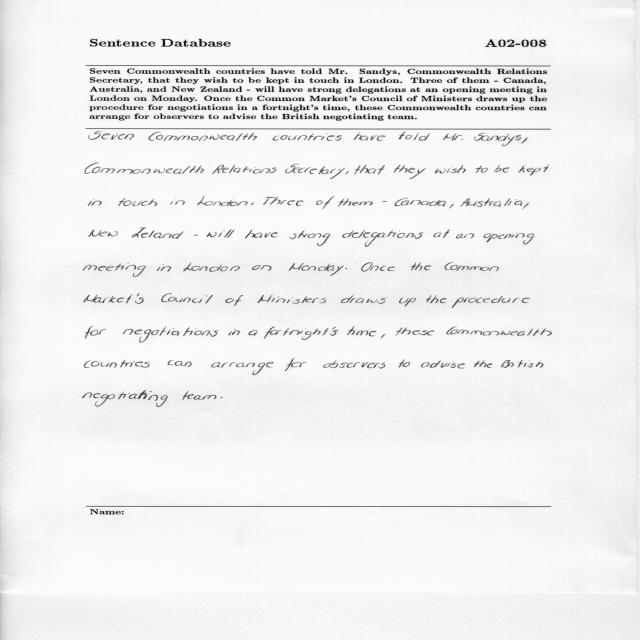 Sentence Database A02-008
Seven Commonwealth countries have told Mr. Sandys, Commonwealth Relations
Secretary, that they wish to be kept in touch in London. Three of them - Canada,
Australia, and New Zealand - will have strong delegations at an opening meeting in
London on Monday. Once the Common Market's Council of Ministers draws up the
procedure for negotiations in a fortnight's time, these Commonwealth countries can
arrange for observers to advise the British negotiating team.
Seven Commonwealth countries have told Mr. Sandys,
Commonwealth Relations Secretary, that they wish to be kept
in touch in London. Three of them - Canada, Australia,
New Zeland - will have strong delegations at an opening
meeting in London on Monday. Once the Common
Market's Council of Ministers draws up the procedure
for negotiations in a fortnight's time, these Commonwealth
countries can arrange for observers to advise the British
negotiating team.
Name: